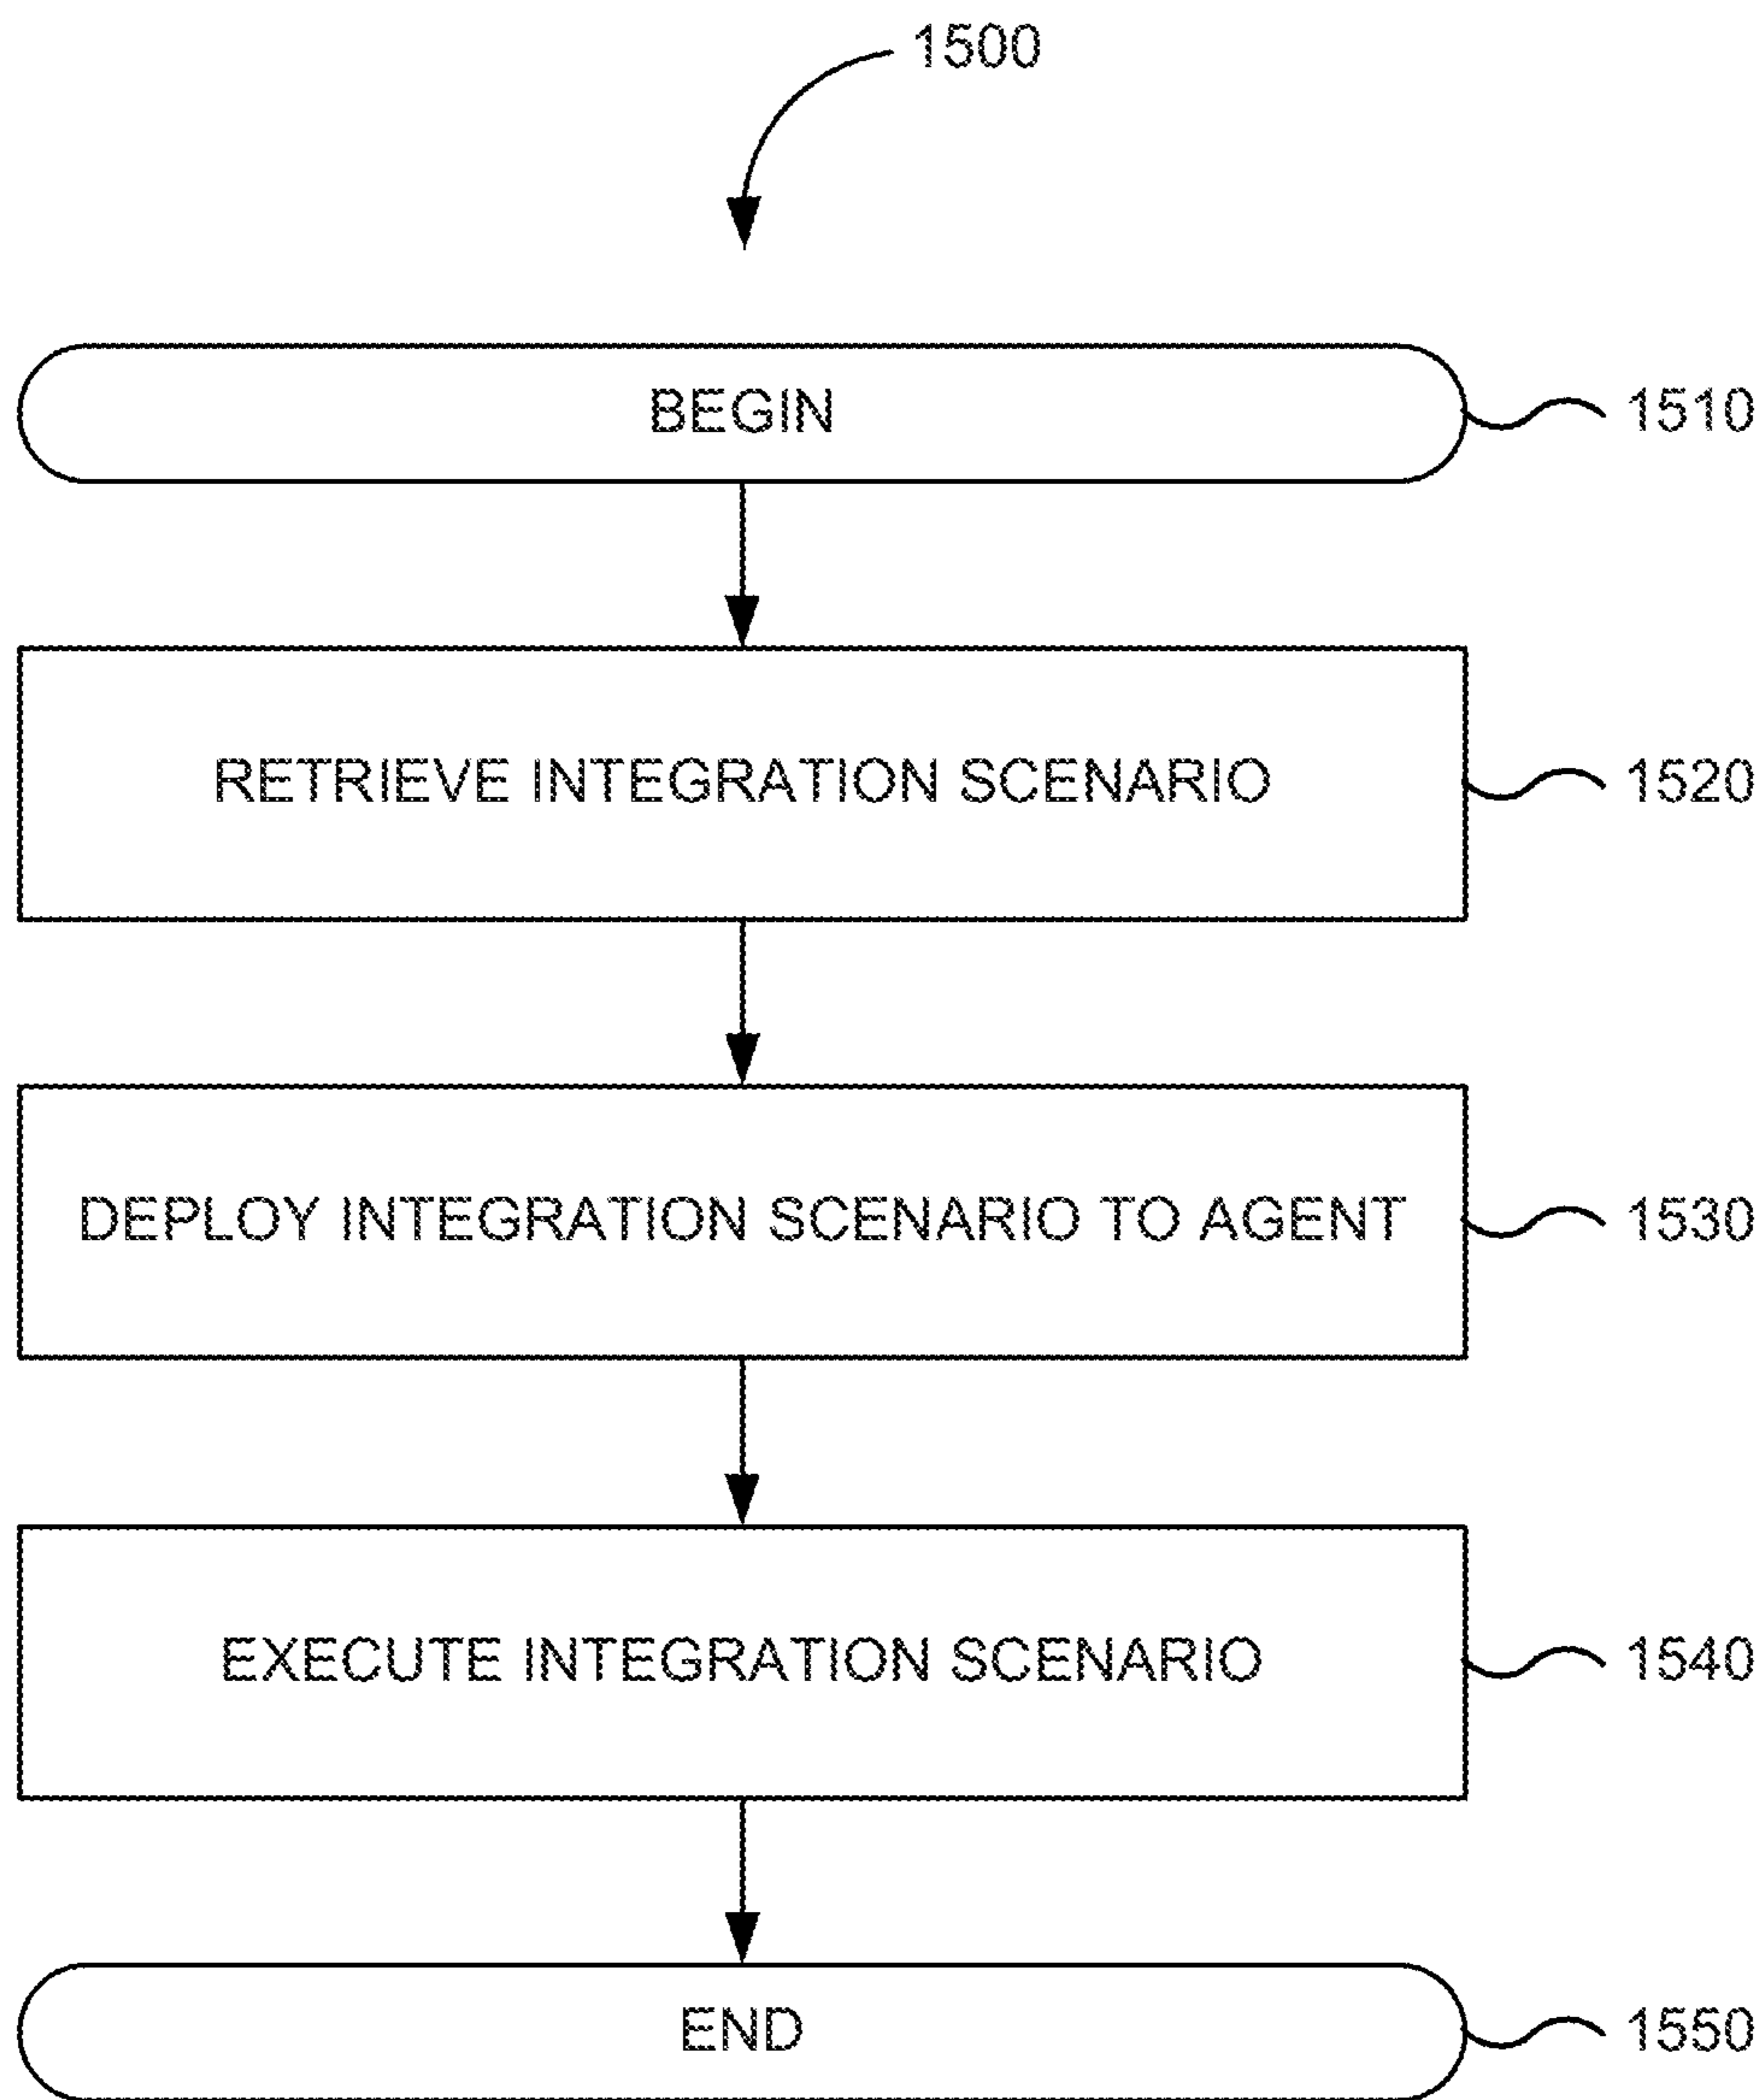 1500
BEGIN
1510
RETRIEVE INTEGRATION SCENARIO
1520
DEPLOY INTEGRATION SCENARIO TO AGENT
1530
EXECUTE INTEGRATION SCENARIO
1540
END
1550